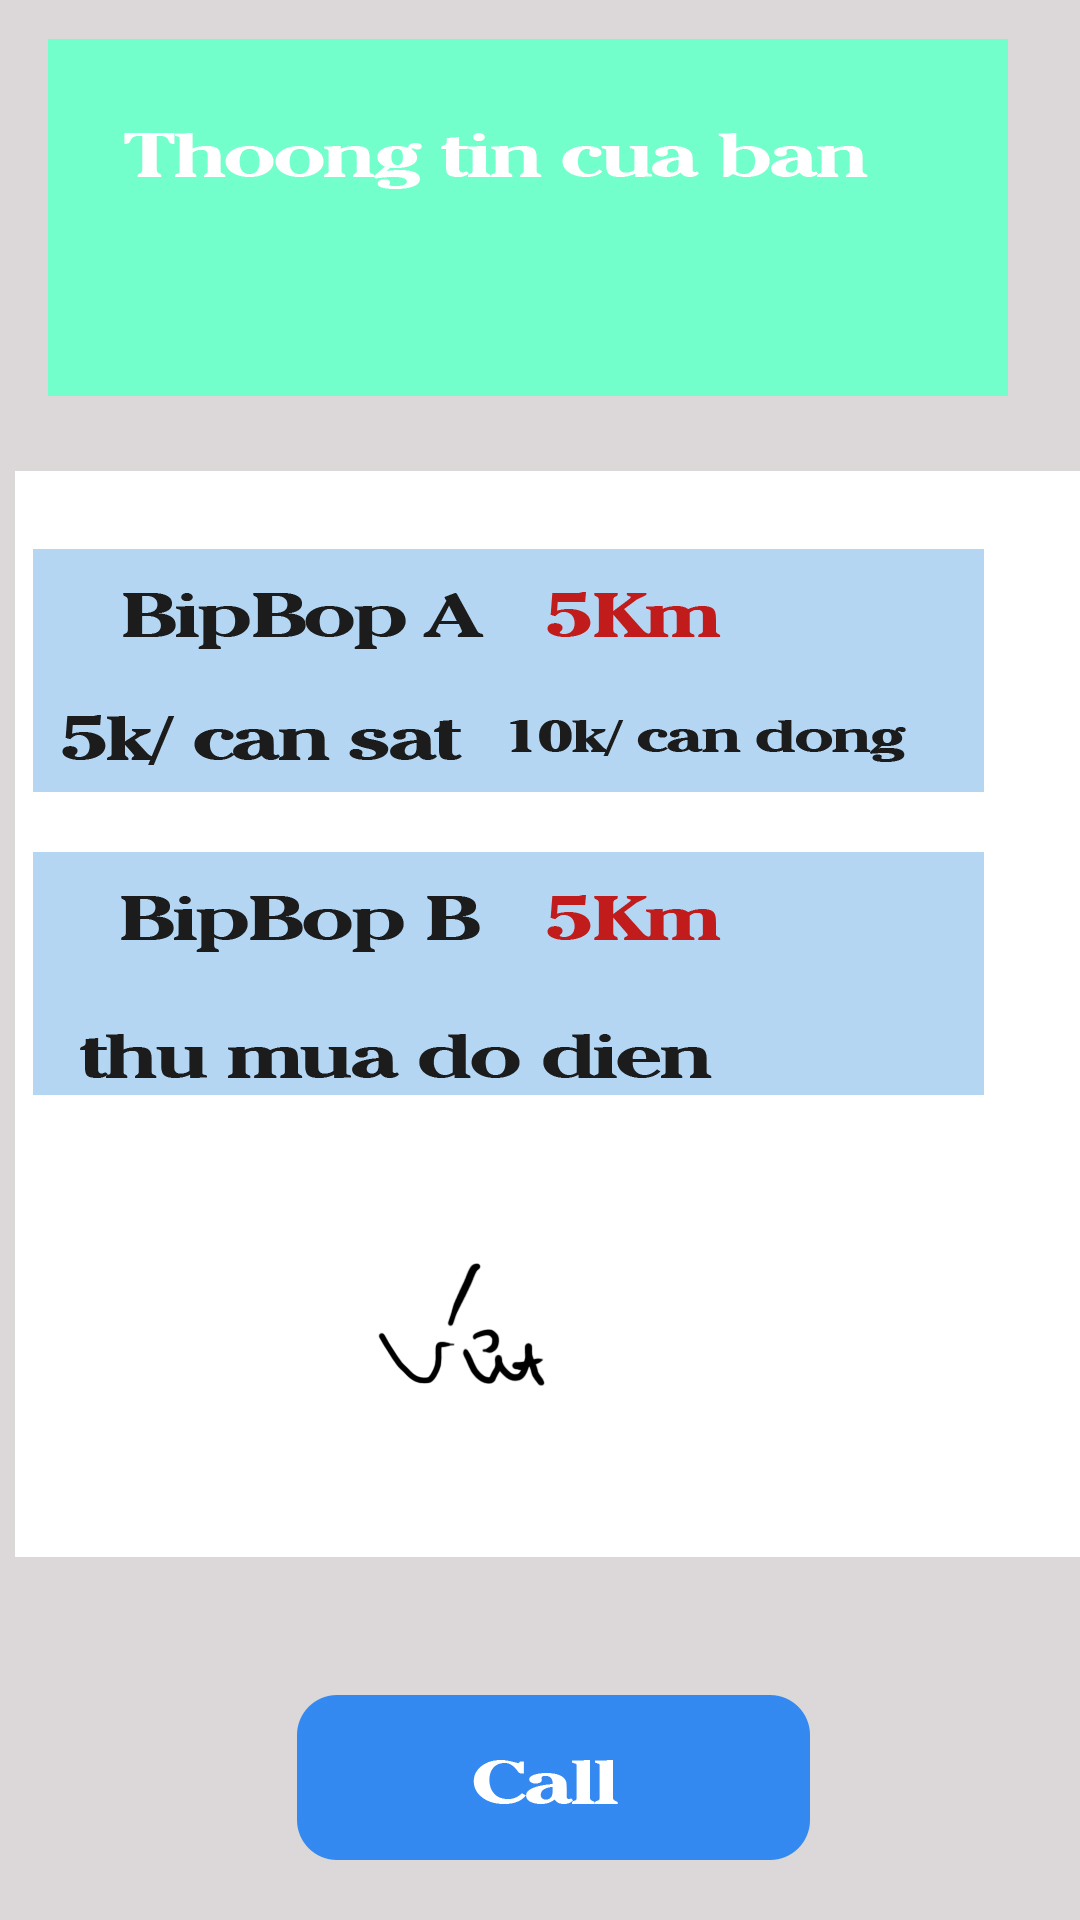 Thoong tin cua ban
BipBop A 5Km
5k/ can sat 10k/ can dong
BipBop B 5Km
thu mua do dien
Call